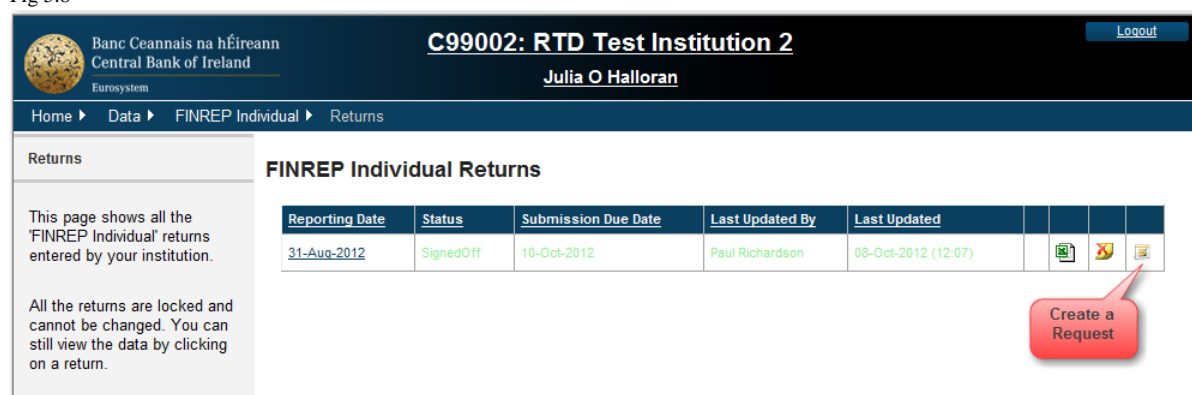 Fig 3.8
Banc Ceannais na hÉireann
Central Bank of Ireland
Eurosystem
C99002: RTD Test Institution 2
Julia O Halloran
Logout
Home Data FINREP Individual Returns
Returns
This page shows all the
'FINREP Individual' returns
entered by your institution.
All the returns are locked and
cannot be changed. You can
still view the data by clicking
on a return.
FINREP Individual Returns
Reporting Date Status Submission Due Date Last Updated By Last Updated
31-Aug-2012 SignedOff 10-Oct-2012 Paul Richardson 08-Oct-2012 (12:07)
Create a
Request